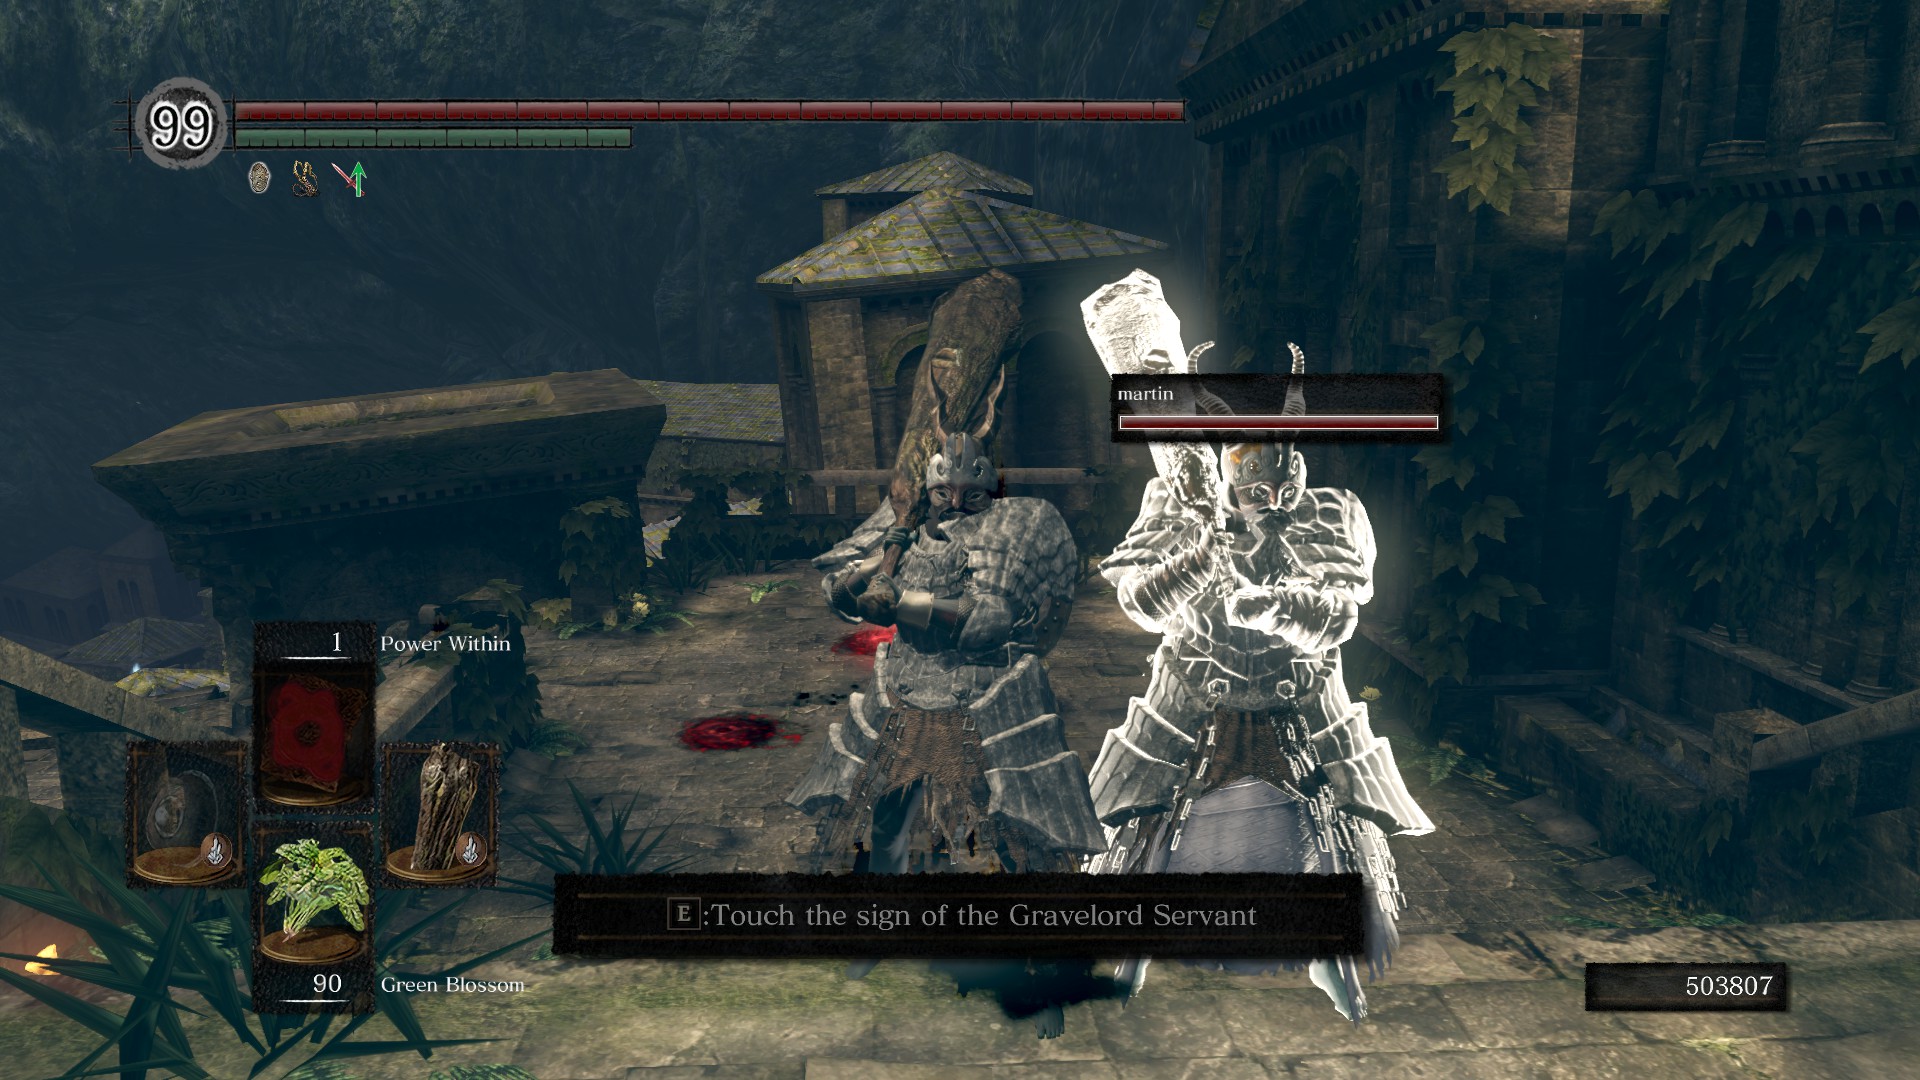 99
martin
1
Power Within
E:Touch the sign of the Gravelord Servant
90
Green Blossom
503807